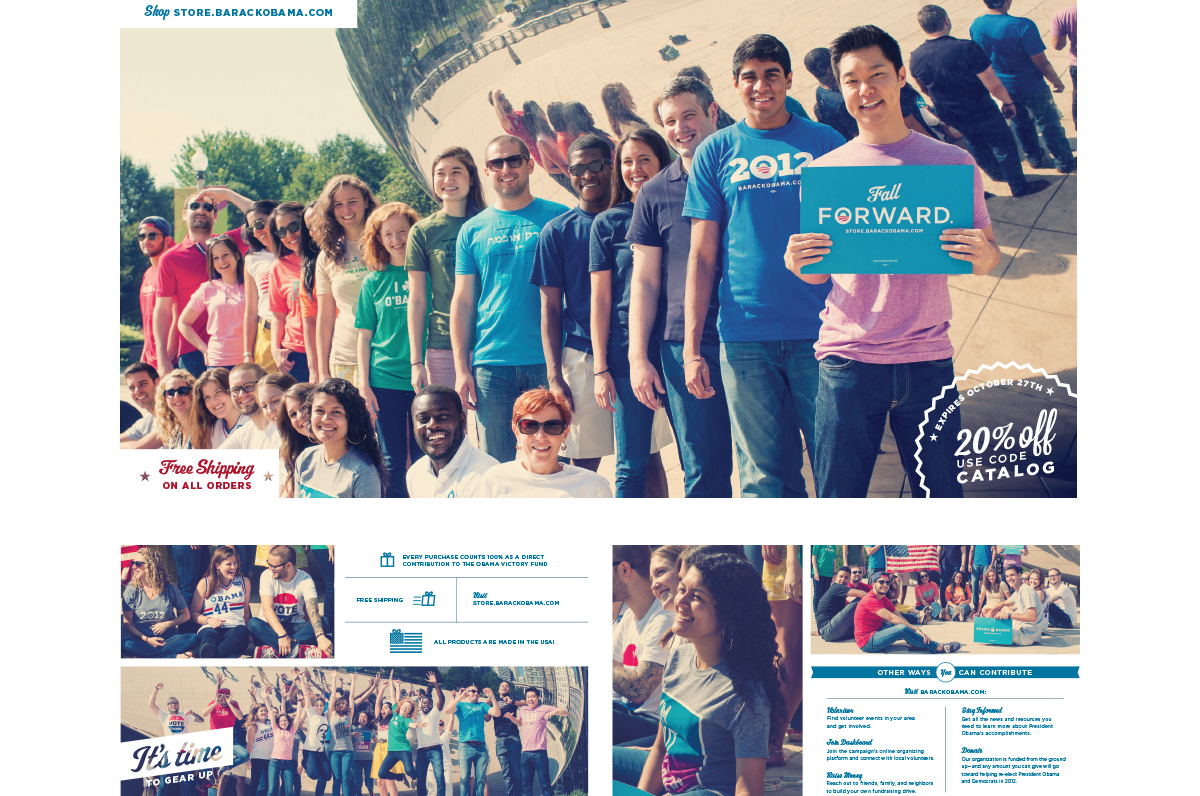 Shop STORE.BARACKOBAMA.COM
2012
BARACKOBAMA.CO
Fall
FORWARD.
STORE.BARACKOBAMA.COM
I
O'BA
★ EXPIRES OCTOBER 27TH ★
20% off
USE CODE
CATALOG
Free Shipping
ON ALL ORDERS
2012
OBAMA
44
VOTE
EVERY PURCHASE COUNTS 100% AS A DIRECT
CONTRIBUTION TO THE OBAMA VICTORY FUND
FREE SHIPPING
Visit
STORE.BARACKOBAMA.COM
ALL PRODUCTS ARE MADE IN THE USA!
VOTE
It's time
TO GEAR UP
OTHER WAYS You CAN CONTRIBUTE
Visit BARACKOBAMA.COM:
Volunteer
Find volunteer events in your area
and get involved.
Join Dashboard
Join the campaign's online organizing
platform and connect with local volunteers.
Raise Money
Reach out to friends, family, and neighbors
to build your own fundraising drive.
Stay Informed
Get all the news and resources you
need to learn more about President
Obama's accomplishments.
Donate
Our organization is funded from the ground
up—and any amount you can give will go
toward helping re-elect President Obama
and Democrats in 2012.